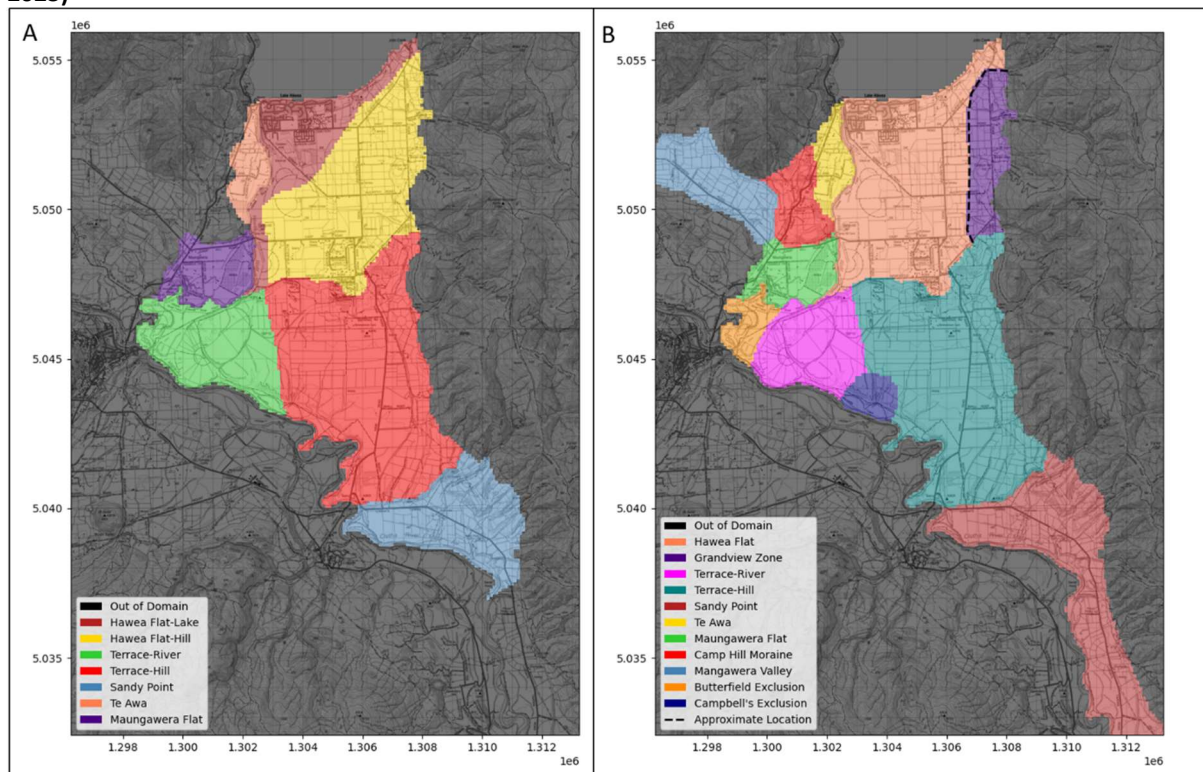 A
1e6
5.055
5.050
5.045
5.040
5.035
Out of Domain
Hawea Flat-Lake
Hawea Flat-Hill
Terrace-River
Terrace-Hill
Sandy Point
Te Awa
Maungawera Flat
1.298 1.300 1.302 1.304 1.306 1.308 1.310 1.312
1e6
B
1e6
5.055
5.050
5.045
5.040
5.035
Out of Domain
Hawea Flat
Grandview Zone
Terrace-River
Terrace-Hill
Sandy Point
Te Awa
Maungawera Flat
Camp Hill Moraine
Mangawera Valley
Butterfield Exclusion
Campbell's Exclusion
Approximate Location
1.298 1.300 1.302 1.304 1.306 1.308 1.310 1.312
1e6